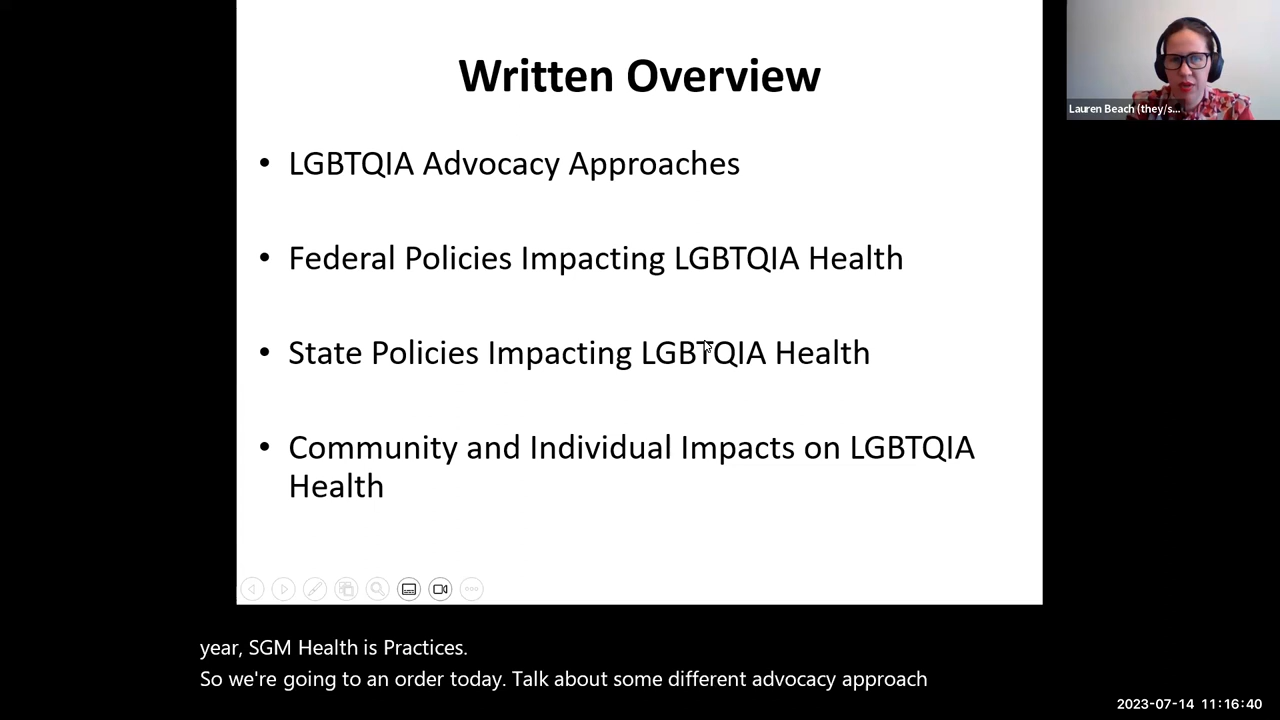 Written Overview
Lauren Beach (they/s...
• LGBTQIA Advocacy Approaches
• Federal Policies Impacting LGBTQIA Health
• State Policies Impacting LGBTQIA Health
• Community and Individual Impacts on LGBTQIA
Health
year, SGM Health is Practices.
So we're going to an order today. Talk about some different advocacy approach
2023-07-14 11:16:40